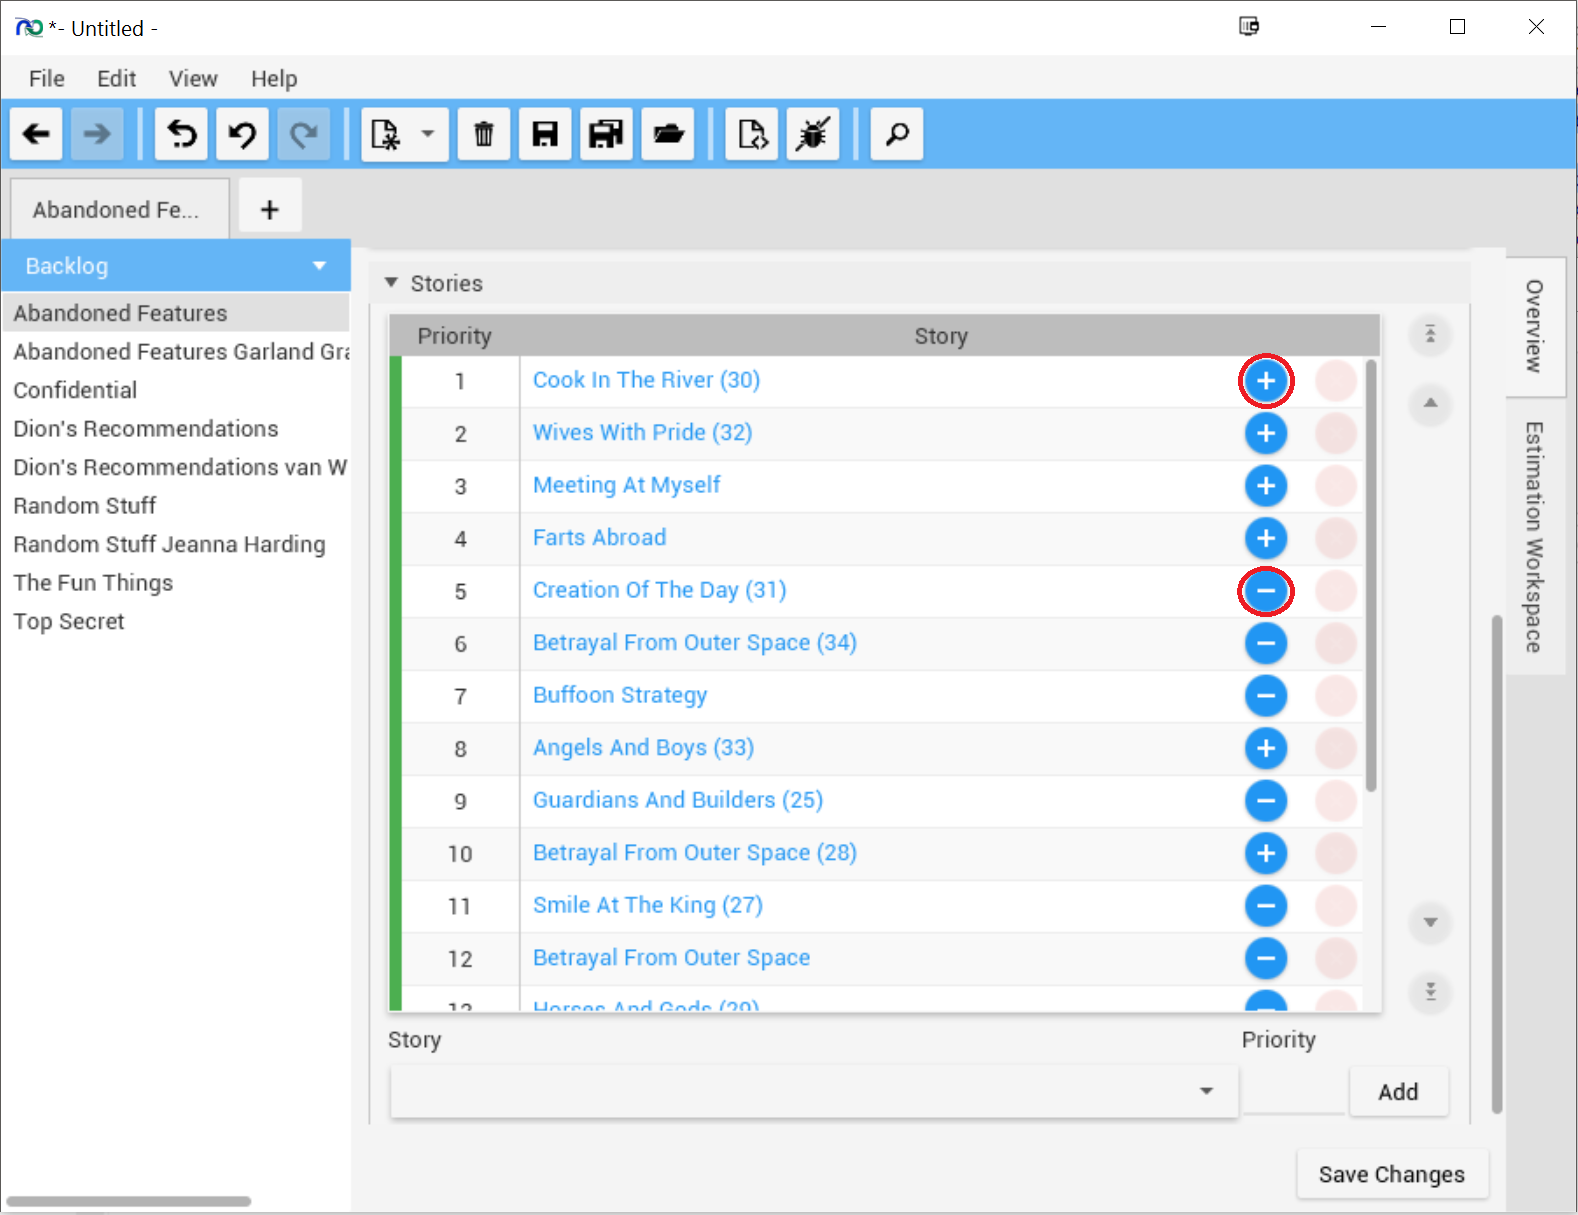 *- Untitled -
File Edit View Help
Abandoned Fe... +
Backlog
Abandoned Features
Abandoned Features Garland Gra
Confidential
Dion's Recommendations
Dion's Recommendations van W
Random Stuff
Random Stuff Jeanna Harding
The Fun Things
Top Secret
Stories
Priority Story
1 Cook In The River (30)
2 Wives With Pride (32)
3 Meeting At Myself
4 Farts Abroad
5 Creation Of The Day (31)
6 Betrayal From Outer Space (34)
7 Buffoon Strategy
8 Angels And Boys (33)
9 Guardians And Builders (25)
10 Betrayal From Outer Space (28)
11 Smile At The King (27)
12 Betrayal From Outer Space
13 Horses And Gods (29)
Story Priority
Add
Save Changes
Overview
Estimation Workspace